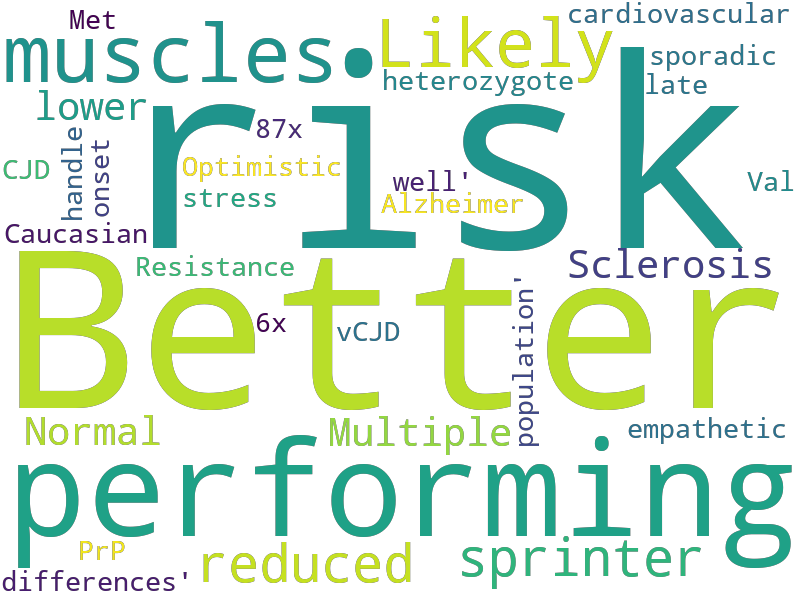 Met
cardiovascular
muscles.
Likely
sporadic
heterozygote
late
lower
risk
87x
handle
onset
CJD
Optimistic
well'
Val
stress
Alzheimer
Caucasian
Resistance
Sclerosis
Better
6x
vCJD
population'
Normal
Multiple
empathetic
performing
PrP
reduced
sprinter
differences'